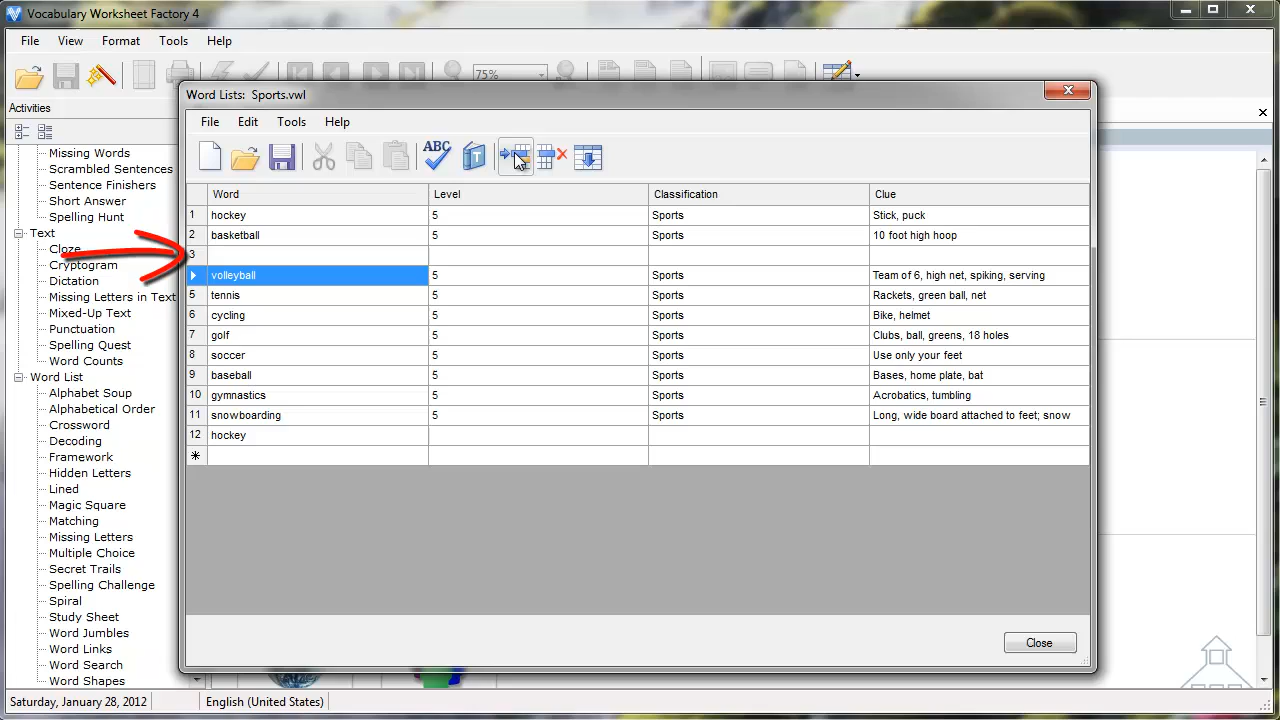 Vocabulary Worksheet Factory 4
File View Format Tools Help
75%
Activities
Missing Words
Scrambled Sentences
Sentence Finishers
Short Answer
Spelling Hunt
Text
Cloze
Cryptogram
Dictation
Missing Letters in Text
Mixed-Up Text
Punctuation
Spelling Quest
Word Counts
Word List
Alphabet Soup
Alphabetical Order
Crossword
Decoding
Framework
Hidden Letters
Lined
Magic Square
Matching
Missing Letters
Multiple Choice
Secret Trails
Spelling Challenge
Spiral
Study Sheet
Word Jumbles
Word Links
Word Search
Word Shapes
Word Lists: Sports.vwl
File Edit Tools Help
ABC T
Word Level Classification Clue
1 hockey 5 Sports Stick, puck
2 basketball 5 Sports 10 foot high hoop
3
volleyball 5 Sports Team of 6, high net, spiking, serving
5 tennis 5 Sports Rackets, green ball, net
6 cycling 5 Sports Bike, helmet
7 golf 5 Sports Clubs, ball, greens, 18 holes
8 soccer 5 Sports Use only your feet
9 baseball 5 Sports Bases, home plate, bat
10 gymnastics 5 Sports Acrobatics, tumbling
11 snowboarding 5 Sports Long, wide board attached to feet; snow
12 hockey
Close
Saturday, January 28, 2012 English (United States)